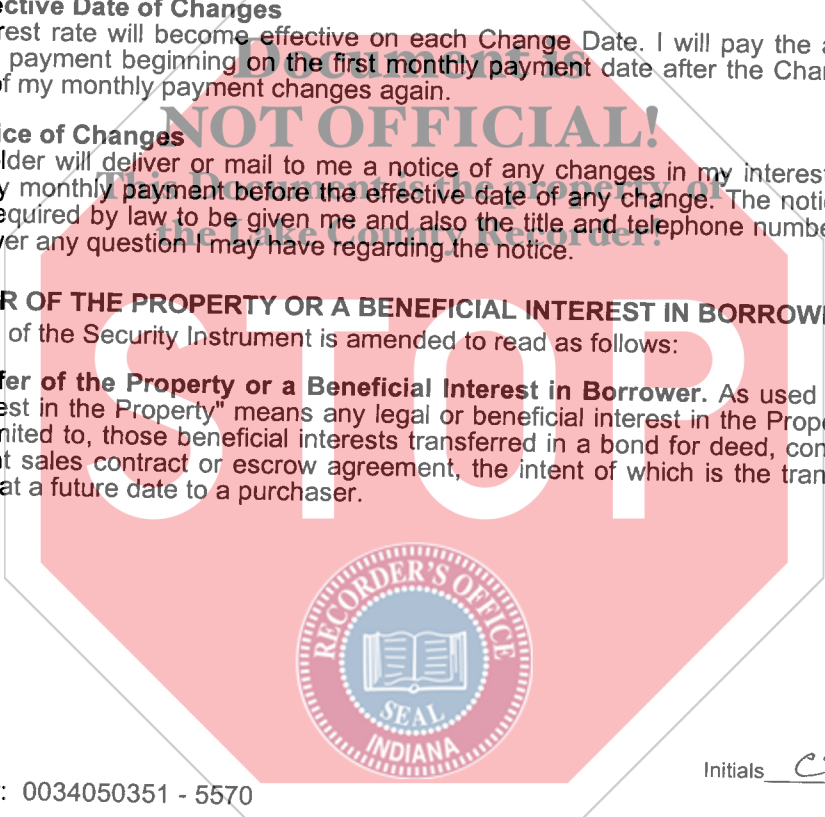 ective Date of Changes
rest rate will become effective on each Change Date. I will pay the a
payment beginning on the first monthly payment date after the Chan
of my monthly payment changes again.
Document is
NOT OFFICIAL!
This Document is the property of
the Lake County Recorder!
ice of Changes
lder will deliver or mail to me a notice of any changes in my interest
y monthly payment before the effective date of any change. The notic
equired by law to be given me and also the title and telephone numbe
ver any question I may have regarding the notice.
R OF THE PROPERTY OR A BENEFICIAL INTEREST IN BORROWE
of the Security Instrument is amended to read as follows:
STOP
fer of the Property or a Beneficial Interest in Borrower. As used
est in the Property" means any legal or beneficial interest in the Prope
mited to, those beneficial interests transferred in a bond for deed, con
t sales contract or escrow agreement, the intent of which is the tran
at a future date to a purchaser.
RECORDER'S OFFICE
SEAL
INDIANA
Initials
: 0034050351 - 5570